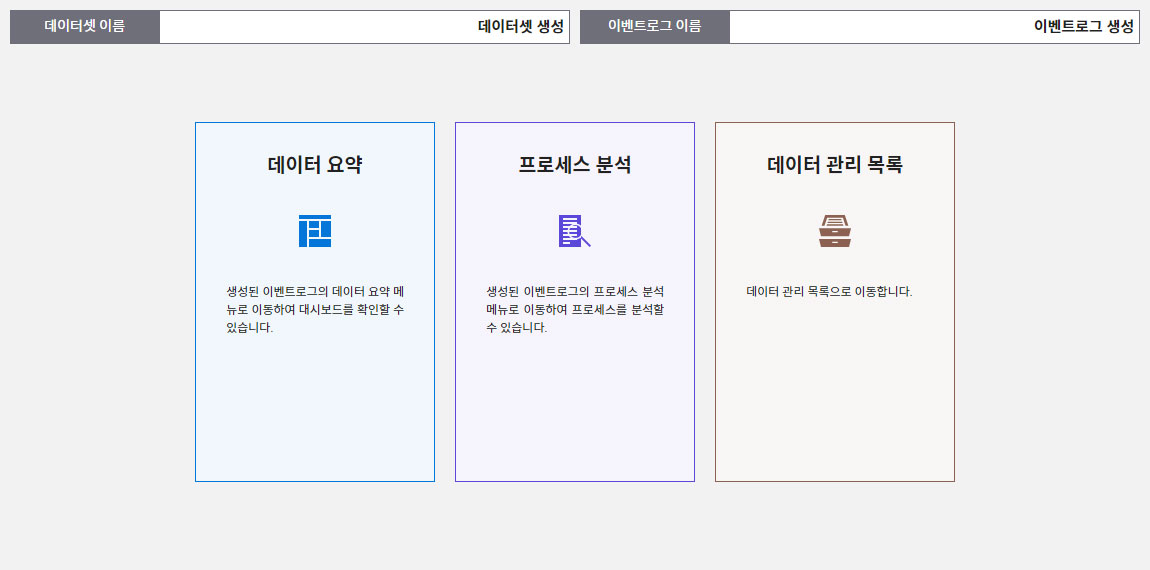 데이터셋 이름
데이터셋 생성
이벤트로그 이름
이벤트로그 생성
데이터 요약
생성된 이벤트로그의 데이터 요약 메
뉴로 이동하여 대시보드를 확인할 수
있습니다.
프로세스 분석
생성된 이벤트로그의 프로세스 분석
메뉴로 이동하여 프로세스를 분석할
수 있습니다.
데이터 관리 목록
데이터 관리 목록으로 이동합니다.